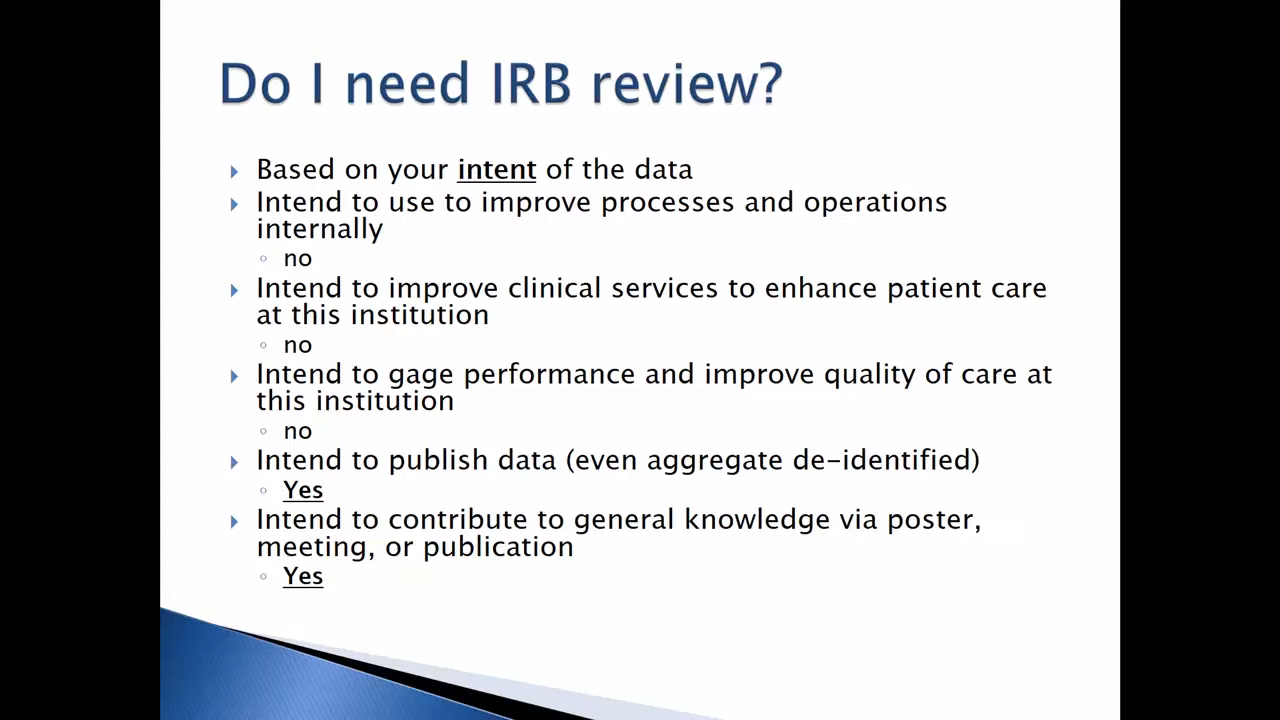 Do I need IRB review?
Based on your intent of the data
Intend to use to improve processes and operations
internally
no
Intend to improve clinical services to enhance patient care
at this institution
no
Intend to gage performance and improve quality of care at
this institution
no
Intend to publish data (even aggregate de-identified)
Yes
Intend to contribute to general knowledge via poster,
meeting, or publication
Yes